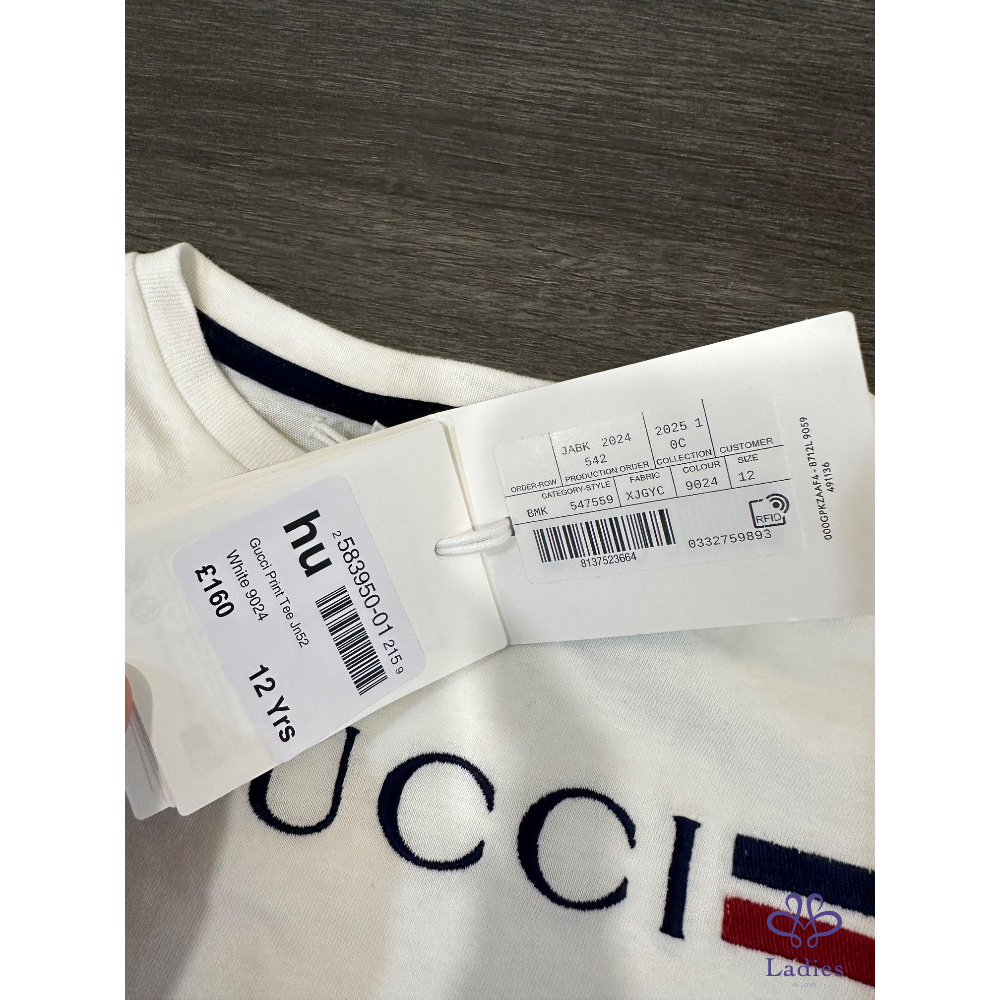 hu
2 583950-01 215 9
Gucci Print Tee Jn52
White 9024
£160
12 Yrs
JABK 2024
542
2025 1
0C
ORDER-ROW PRODUCTION ORDER COLLECTION CUSTOMER
CATEGORY-STYLE FABRIC COLOUR SIZE
BMK 547559 XJGYC 9024 12
8137523664
0332759893
RFID
000GPKZAAF4 - 8712L 9059
491136
UCCI
Ladies
IN LOVE